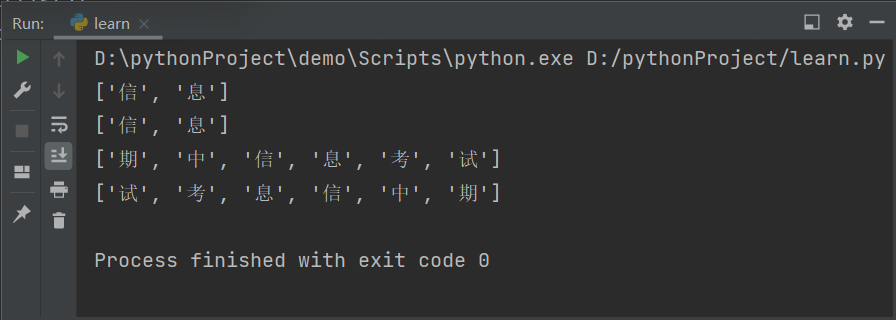 Run: learn
D:\pythonProject\demo\Scripts\python.exe D:/pythonProject/learn.py
['信', '息']
['信', '息']
['期', '中', '信', '息', '考', '试']
['试', '考', '息', '信', '中', '期']
Process finished with exit code 0